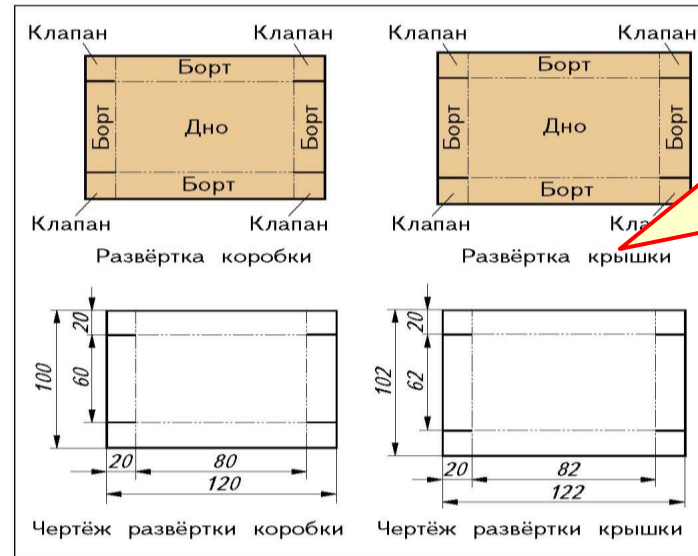 Клапан Клапан
Борт
Борт Дно Борт
Борт
Клапан Клапан
Развёртка коробки
Клапан Клапан
Борт
Борт Дно Борт
Борт
Клапан Кла
Развёртка крышки
20
100 60
20 80
120
Чертёж развёртки коробки
20
102 62
20 82
122
Чертёж развёртки крышки